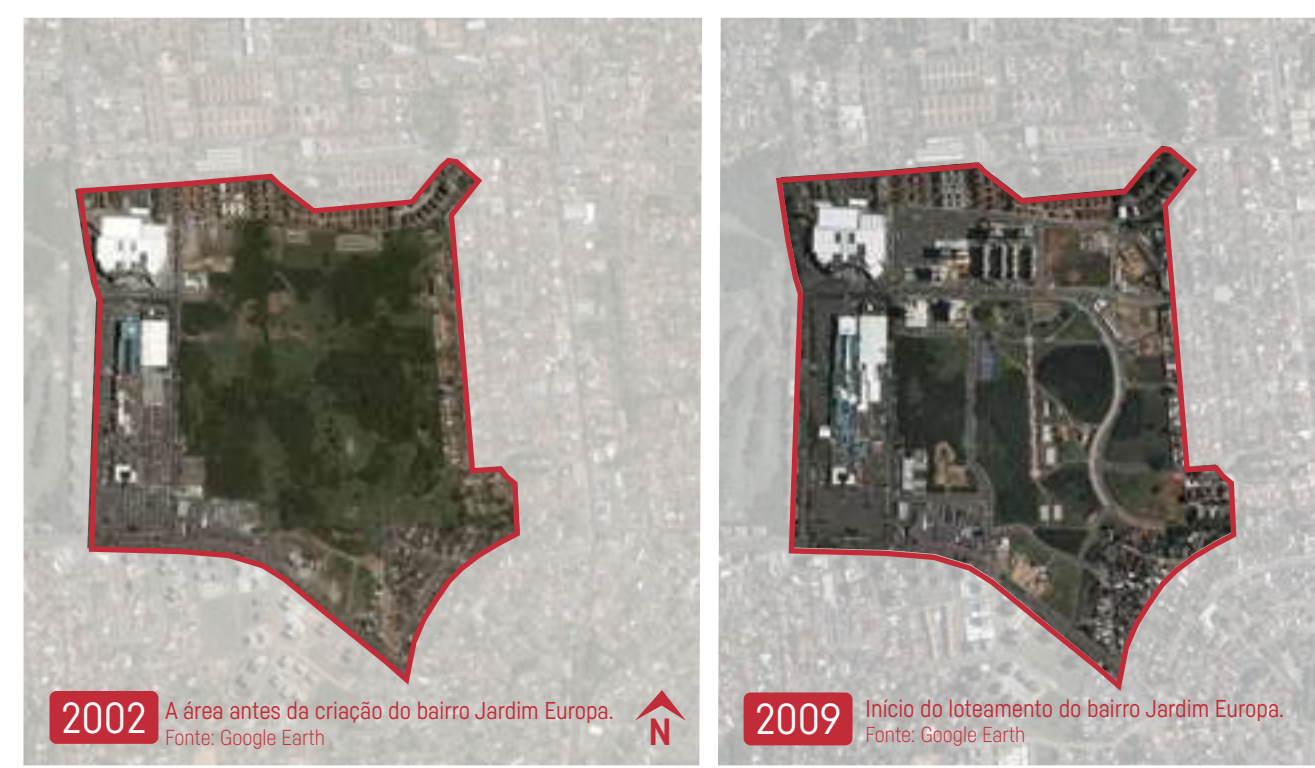 2002
A área antes da criação do bairro Jardim Europa.
Fonte: Google Earth
N
2009
Início do loteamento do bairro Jardim Europa.
Fonte: Google Earth